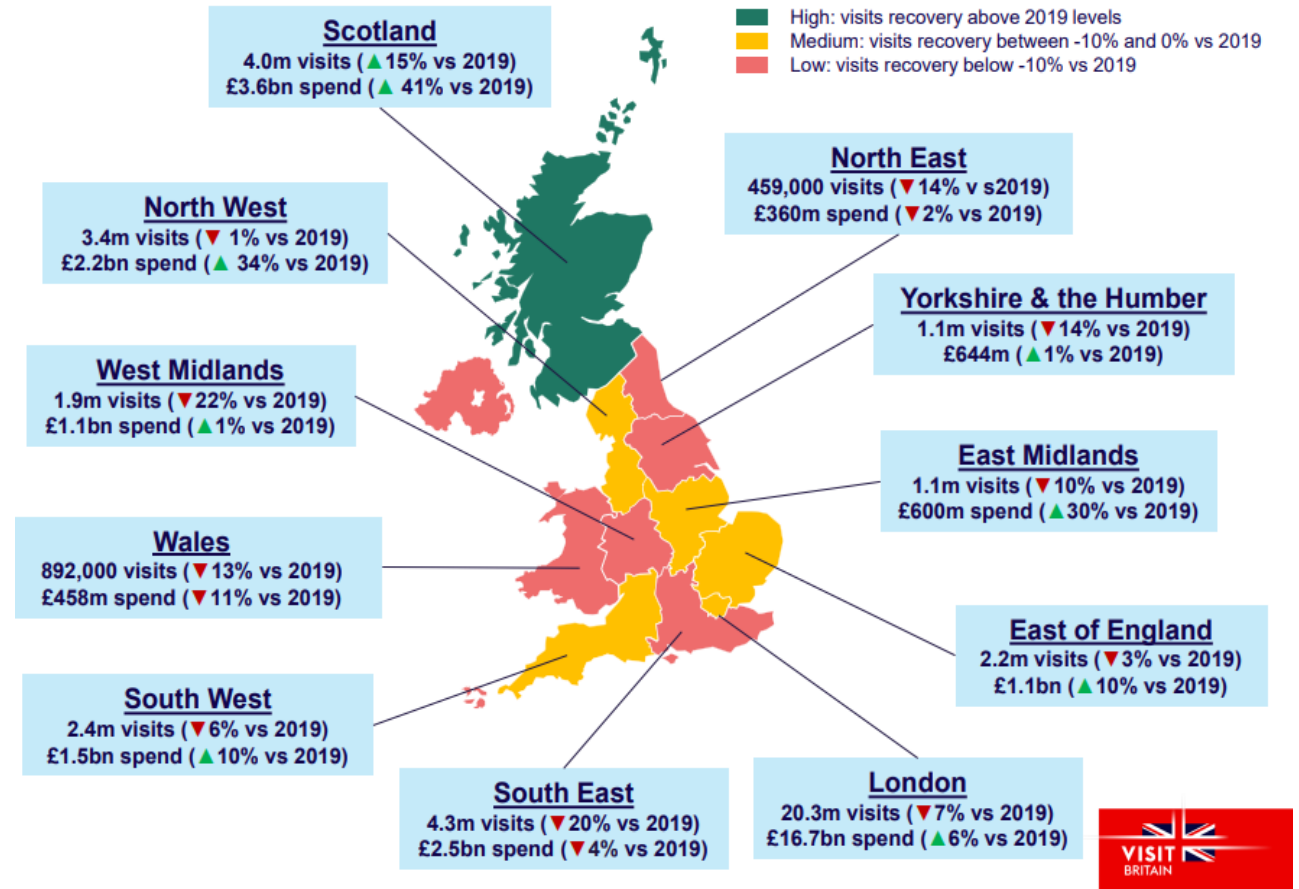 High: visits recovery above 2019 levels
Medium: visits recovery between -10% and 0% vs 2019
Low: visits recovery below -10% vs 2019
Scotland
4.0m visits (▲15% vs 2019)
£3.6bn spend (▲ 41% vs 2019)
North East
459,000 visits (▼14% v s2019)
£360m spend (▼2% vs 2019)
North West
3.4m visits (▼ 1% vs 2019)
£2.2bn spend (▲ 34% vs 2019)
Yorkshire & the Humber
1.1m visits (▼14% vs 2019)
£644m (▲1% vs 2019)
West Midlands
1.9m visits (▼22% vs 2019)
£1.1bn spend (▲1% vs 2019)
East Midlands
1.1m visits (▼10% vs 2019)
£600m spend (▲30% vs 2019)
Wales
892,000 visits (▼13% vs 2019)
£458m spend (▼11% vs 2019)
East of England
2.2m visits (▼3% vs 2019)
£1.1bn (▲10% vs 2019)
South West
2.4m visits (▼6% vs 2019)
£1.5bn spend (▲10% vs 2019)
South East
4.3m visits (▼20% vs 2019)
£2.5bn spend (▼4% vs 2019)
London
20.3m visits (▼7% vs 2019)
£16.7bn spend (▲6% vs 2019)
VISIT
BRITAIN